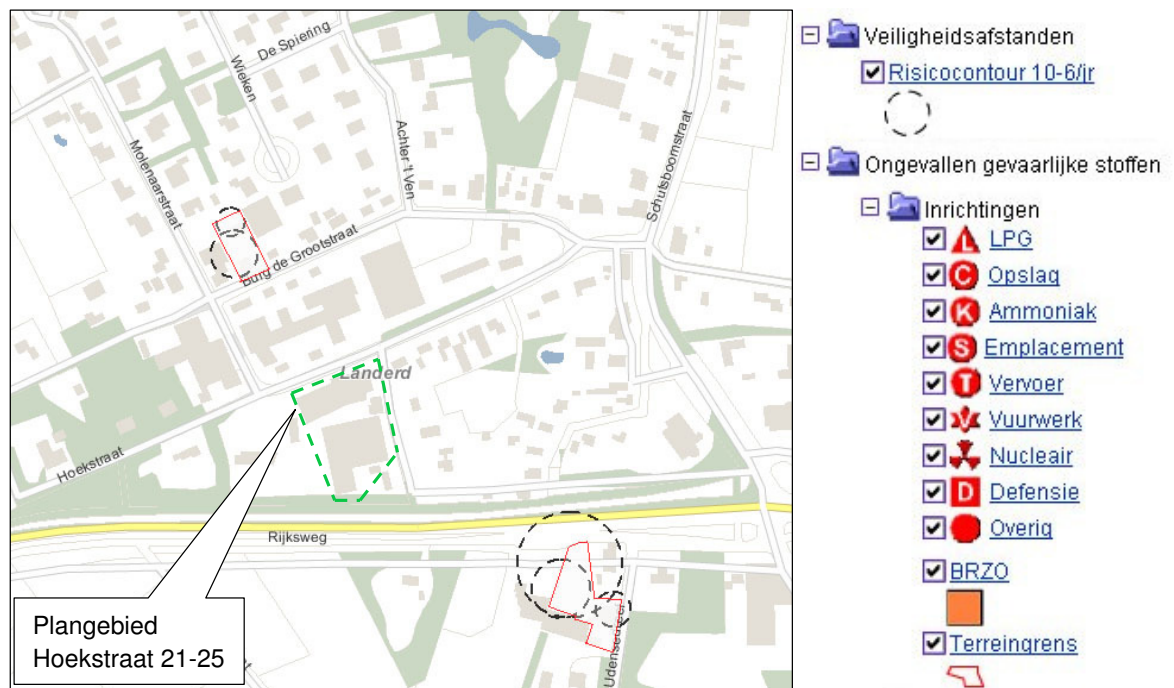 De Spiering
Wieken
Molenaarstraat
Achter 't Ven
Schutsboomstraat
Burg de Grootstraat
Landerd
Hoekstraat
Rijksweg
Plangebied
Hoekstraat 21-25
Veiligheidsafstanden
Risicocontour 10-6/jr
Ongevallen gevaarlijke stoffen
Inrichtingen
L LPG
C Opslag
K Ammoniak
S Emplacement
T Vervoer
Vuurwerk
Nucleair
D Defensie
Overig
BRZO
Terreingrens